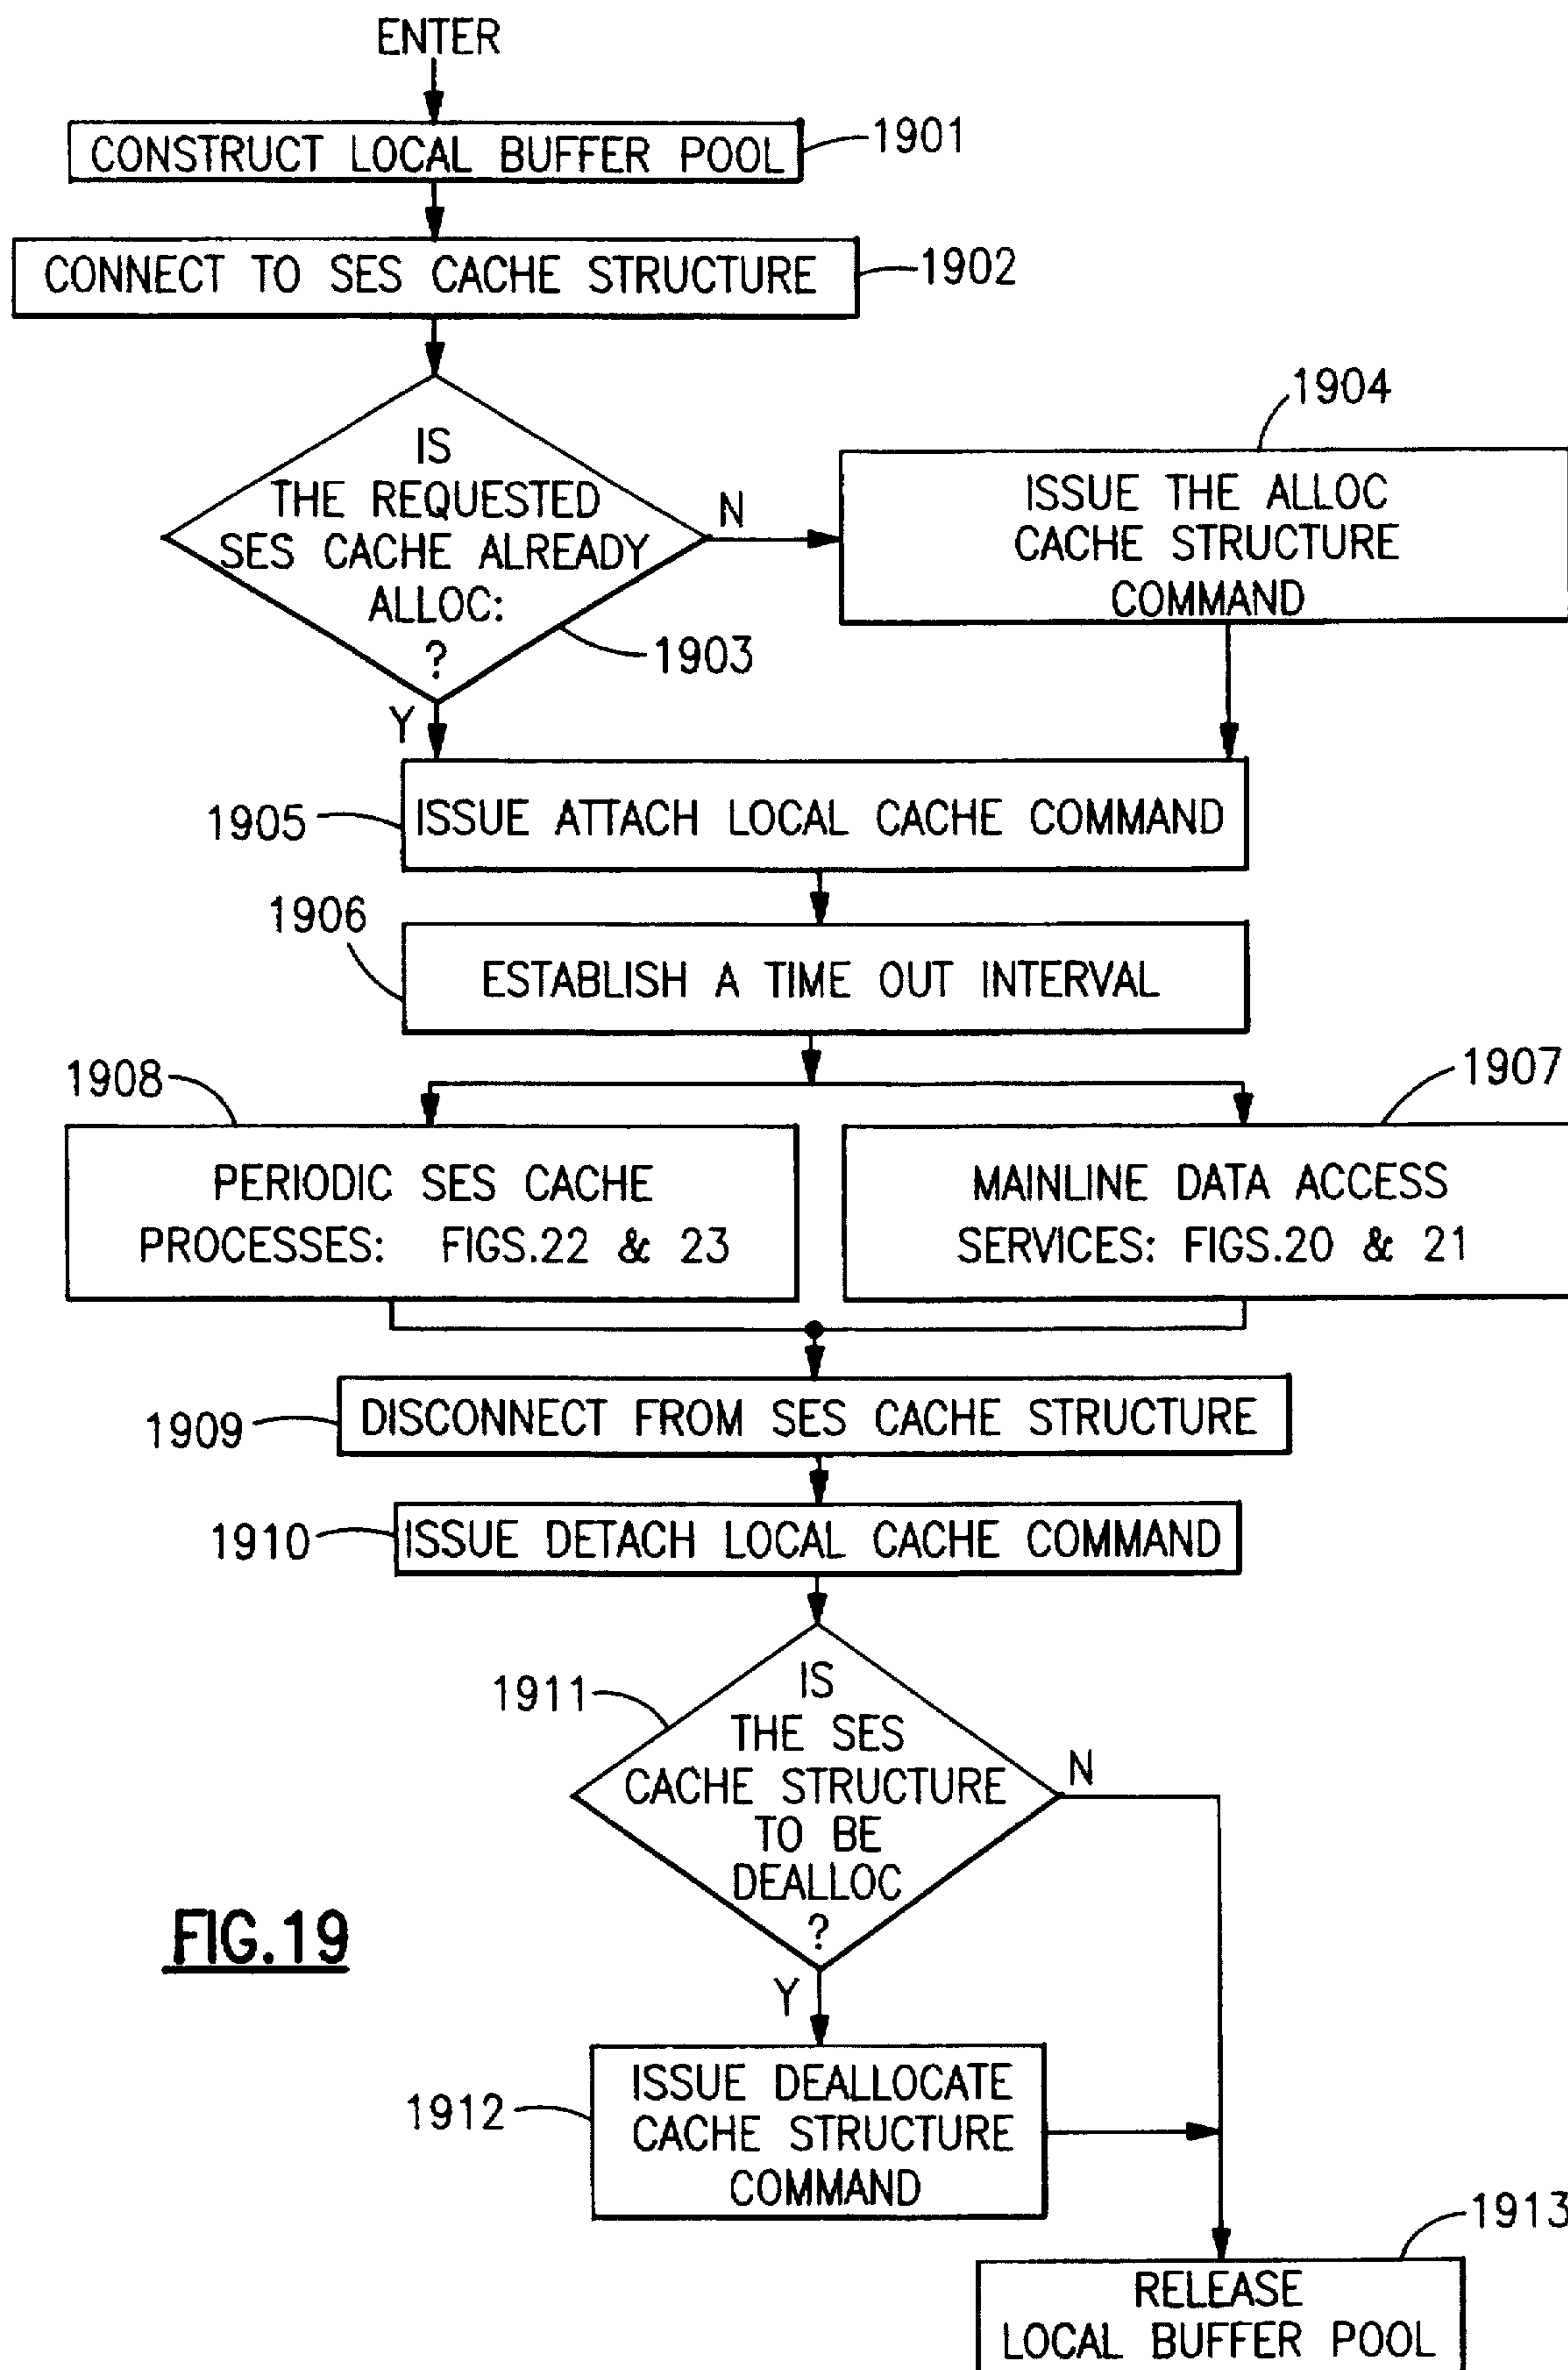 ENTER
CONSTRUCT LOCAL BUFFER POOL
1901
CONNECT TO SES CACHE STRUCTURE
1902
IS
THE REQUESTED
SES CACHE ALREADY
ALLOC:
?
1903
N
Y
1904
ISSUE THE ALLOC
CACHE STRUCTURE
COMMAND
1905
ISSUE ATTACH LOCAL CACHE COMMAND
1906
ESTABLISH A TIME OUT INTERVAL
1908
PERIODIC SES CACHE
PROCESSES: FIGS.22 & 23
1907
MAINLINE DATA ACCESS
SERVICES: FIGS.20 & 21
1909
DISCONNECT FROM SES CACHE STRUCTURE
1910
ISSUE DETACH LOCAL CACHE COMMAND
1911
IS
THE SES
CACHE STRUCTURE
TO BE
DEALLOC
?
N
Y
FIG.19
1912
ISSUE DEALLOCATE
CACHE STRUCTURE
COMMAND
1913
RELEASE
LOCAL BUFFER POOL